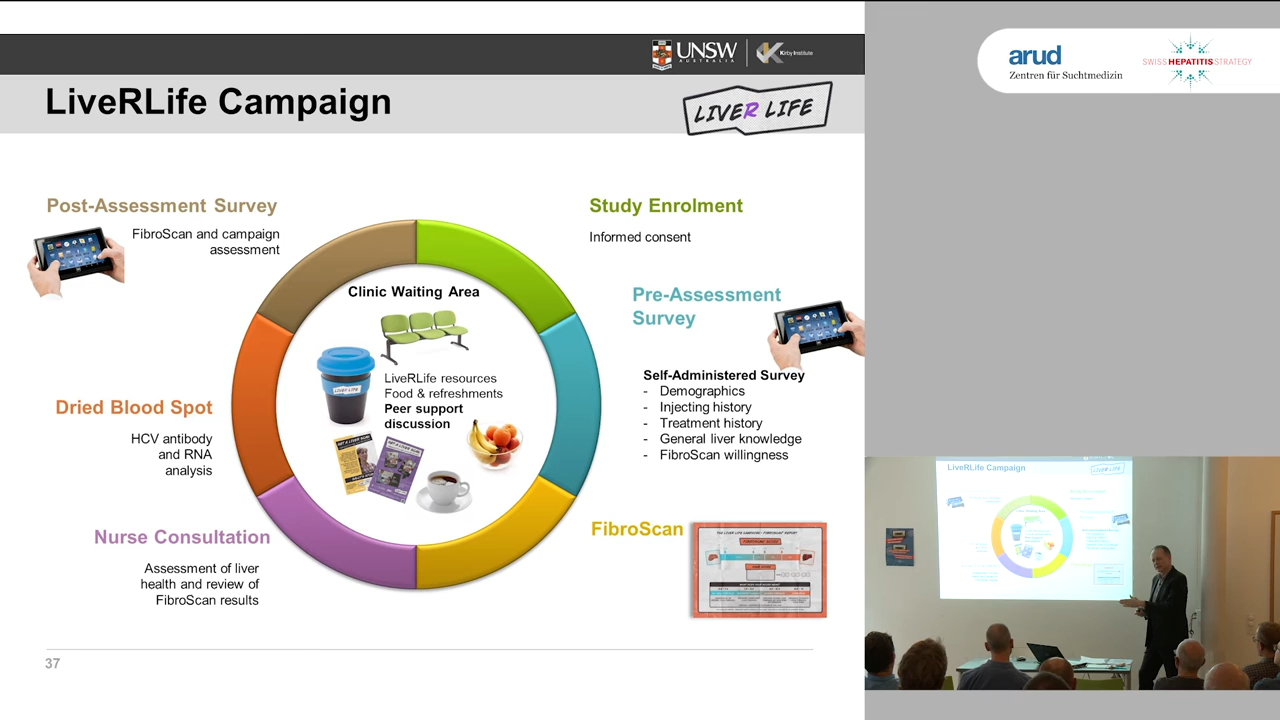 UNSW
AUSTRALIA
Kirby Institute
LiveRLife Campaign
LIVER LIFE
arud
Zentren für Suchtmedizin
SWISS HEPATITIS STRATEGY
Post-Assessment Survey
FibroScan and campaign
assessment
Study Enrolment
Informed consent
Clinic Waiting Area
LiveRLife resources
Food & refreshments
Peer support
discussion
Pre-Assessment
Survey
Self-Administered Survey
- Demographics
- Injecting history
- Treatment history
- General liver knowledge
- FibroScan willingness
Dried Blood Spot
HCV antibody
and RNA
analysis
Nurse Consultation
Assessment of liver
health and review of
FibroScan results
FibroScan
37
LiveRLife Campaign